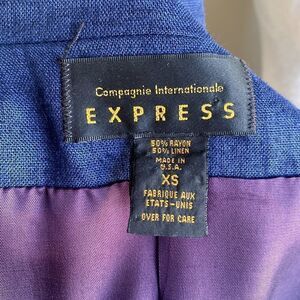 Compagnie Internationale
EXPRESS
50% RAYON
50% LINEN
MADE IN
U.S.A.
XS
FABRIQUE AUX
ETATS-UNIS
OVER FOR CARE